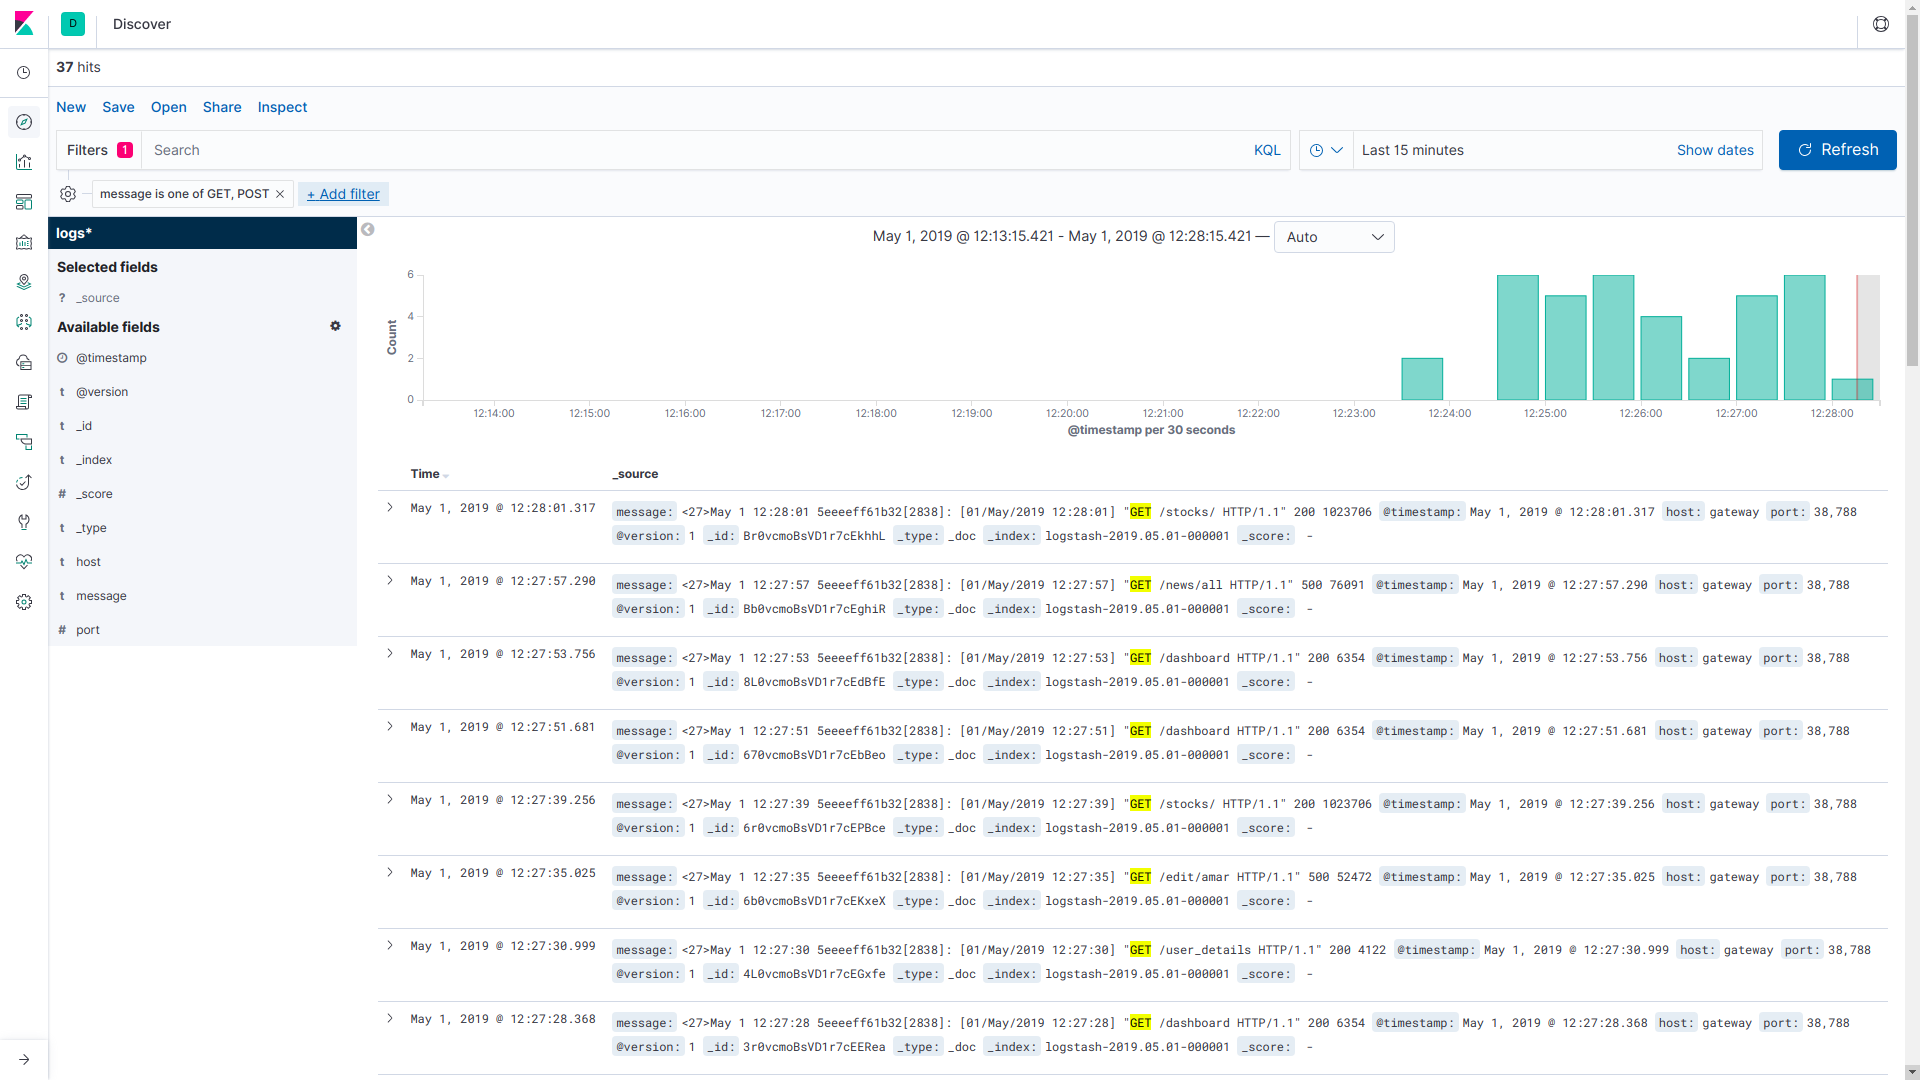 D Discover
37 hits
New Save Open Share Inspect
Filters 1 Search KQL Last 15 minutes Show dates Refresh
message is one of GET, POST × + Add filter
logs*
Selected fields
? _source
Available fields
@timestamp
t @version
t _id
t _index
# _score
t _type
t host
t message
# port
May 1, 2019 @ 12:13:15.421 - May 1, 2019 @ 12:28:15.421 — Auto
Count
6
4
2
0
12:14:00 12:15:00 12:16:00 12:17:00 12:18:00 12:19:00 12:20:00 12:21:00 12:22:00 12:23:00 12:24:00 12:25:00 12:26:00 12:27:00 12:28:00
@timestamp per 30 seconds
Time _source
May 1, 2019 @ 12:28:01.317 message: <27>May 1 12:28:01 5eeeeff61b32[2838]: [01/May/2019 12:28:01] "GET /stocks/ HTTP/1.1" 200 1023706 @timestamp: May 1, 2019 @ 12:28:01.317 host: gateway port: 38,788
@version: 1 _id: Br0vcmoBsVD1r7cEkhhL _type: _doc _index: logstash-2019.05.01-000001 _score: -
May 1, 2019 @ 12:27:57.290 message: <27>May 1 12:27:57 5eeeeff61b32[2838]: [01/May/2019 12:27:57] "GET /news/all HTTP/1.1" 500 76091 @timestamp: May 1, 2019 @ 12:27:57.290 host: gateway port: 38,788
@version: 1 _id: Bb0vcmoBsVD1r7cEghiR _type: _doc _index: logstash-2019.05.01-000001 _score: -
May 1, 2019 @ 12:27:53.756 message: <27>May 1 12:27:53 5eeeeff61b32[2838]: [01/May/2019 12:27:53] "GET /dashboard HTTP/1.1" 200 6354 @timestamp: May 1, 2019 @ 12:27:53.756 host: gateway port: 38,788
@version: 1 _id: 8L0vcmoBsVD1r7cEdBfE _type: _doc _index: logstash-2019.05.01-000001 _score: -
May 1, 2019 @ 12:27:51.681 message: <27>May 1 12:27:51 5eeeeff61b32[2838]: [01/May/2019 12:27:51] "GET /dashboard HTTP/1.1" 200 6354 @timestamp: May 1, 2019 @ 12:27:51.681 host: gateway port: 38,788
@version: 1 _id: 670vcmoBsVD1r7cEbBeo _type: _doc _index: logstash-2019.05.01-000001 _score: -
May 1, 2019 @ 12:27:39.256 message: <27>May 1 12:27:39 5eeeeff61b32[2838]: [01/May/2019 12:27:39] "GET /stocks/ HTTP/1.1" 200 1023706 @timestamp: May 1, 2019 @ 12:27:39.256 host: gateway port: 38,788
@version: 1 _id: 6r0vcmoBsVD1r7cEPBce _type: _doc _index: logstash-2019.05.01-000001 _score: -
May 1, 2019 @ 12:27:35.025 message: <27>May 1 12:27:35 5eeeeff61b32[2838]: [01/May/2019 12:27:35] "GET /edit/amar HTTP/1.1" 500 52472 @timestamp: May 1, 2019 @ 12:27:35.025 host: gateway port: 38,788
@version: 1 _id: 6b0vcmoBsVD1r7cEKxeX _type: _doc _index: logstash-2019.05.01-000001 _score: -
May 1, 2019 @ 12:27:30.999 message: <27>May 1 12:27:30 5eeeeff61b32[2838]: [01/May/2019 12:27:30] "GET /user_details HTTP/1.1" 200 4122 @timestamp: May 1, 2019 @ 12:27:30.999 host: gateway port: 38,788
@version: 1 _id: 4L0vcmoBsVD1r7cEGxfe _type: _doc _index: logstash-2019.05.01-000001 _score: -
May 1, 2019 @ 12:27:28.368 message: <27>May 1 12:27:28 5eeeeff61b32[2838]: [01/May/2019 12:27:28] "GET /dashboard HTTP/1.1" 200 6354 @timestamp: May 1, 2019 @ 12:27:28.368 host: gateway port: 38,788
@version: 1 _id: 3r0vcmoBsVD1r7cEERea _type: _doc _index: logstash-2019.05.01-000001 _score: -